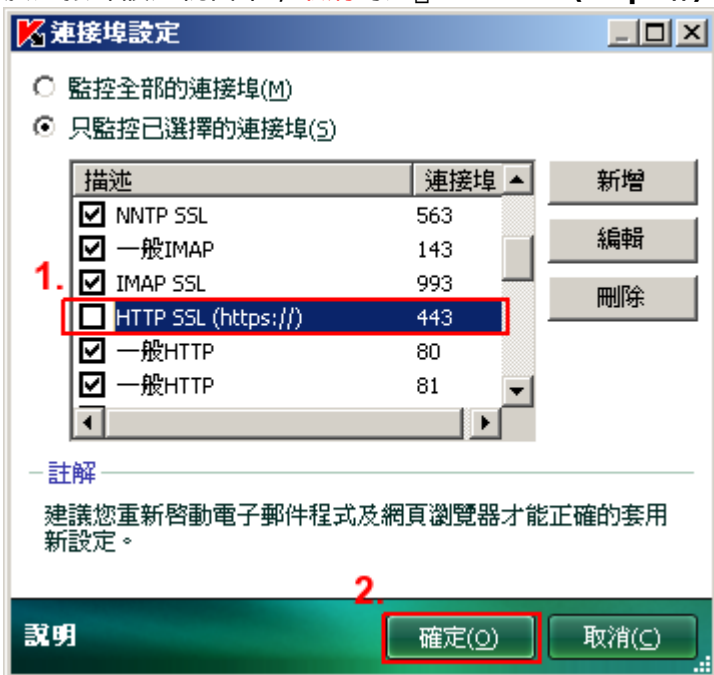 連接埠設定
監控全部的連接埠(M)
只監控已選擇的連接埠(S)
描述 連接埠 新增
NNTP SSL 563
一般IMAP 143 編輯
1. IMAP SSL 993 刪除
HTTP SSL (https://) 443
一般HTTP 80
一般HTTP 81
註解
建議您重新啓動電子郵件程式及網頁瀏覽器才能正確的套用
新設定。
2.
說明 確定(O) 取消(C)